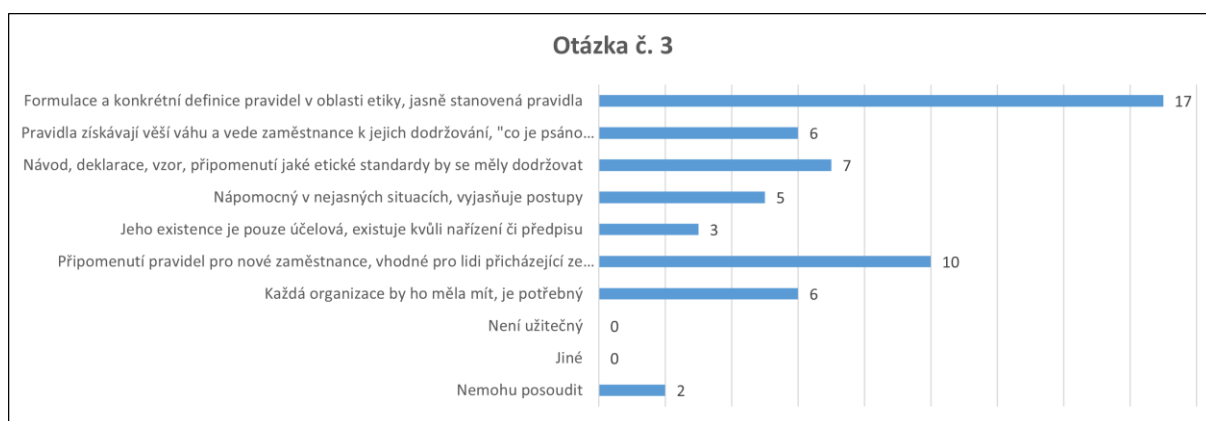 Otázka č. 3
Formulace a konkrétní definice pravidel v oblasti etiky, jasně stanovená pravidla
17
Pravidla získávají věší váhu a vede zaměstnance k jejich dodržování, "co je psáno...
6
Návod, deklarace, vzor, připomenutí jaké etické standardy by se měly dodržovat
7
Nápomocný v nejasných situacích, vyjasňuje postupy
5
Jeho existence je pouze účelová, existuje kvůli nařízení či předpisu
3
Připomenutí pravidel pro nové zaměstnance, vhodné pro lidi přicházející ze...
10
Každá organizace by ho měla mít, je potřebný
6
Není užitečný
0
Jiné
0
Nemohu posoudit
2